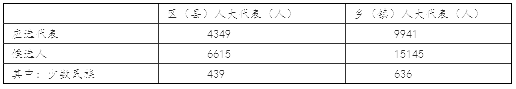 区（县）人大代表（人） 乡（镇）人大代表（人）
应选代表 4349 9941
候选人 6615 15145
其中：少数民族 439 636